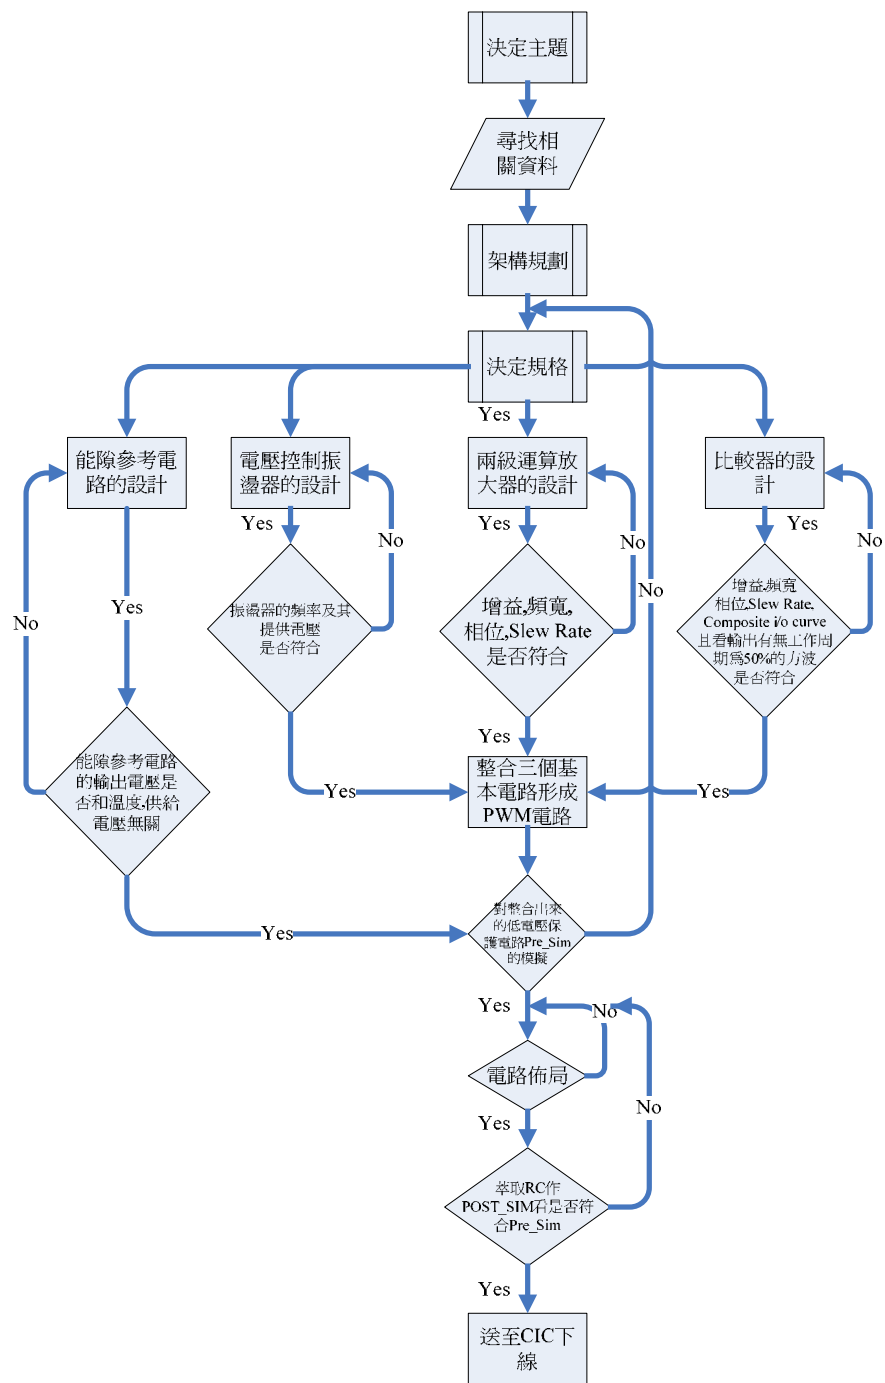 決定主題
尋找相
關資料
架構規劃
決定規格
Yes
能隙參考電
路的設計
電壓控制振
盪器的設計
兩級運算放
大器的設計
比較器的設
計
Yes
Yes
Yes
No
No
No
No
Yes
No
振盪器的頻率及其
提供電壓
是否符合
增益,頻寬,
相位,Slew Rate
是否符合
增益,頻寬
相位,Slew Rate,
Composite i/o curve
且看輸出有無工作周
期為50%的方波
是否符合
能隙參考電路
的輸出電壓是
否和溫度,供給
電壓無關
Yes
Yes
Yes
整合三個基
本電路形成
PWM電路
對整合出來
的低電壓保
護電路Pre_Sim
的模擬
Yes
Yes
No
電路佈局
Yes
No
萃取RC作
POST_SIM看是否符
合Pre_Sim
Yes
送至CIC下
線